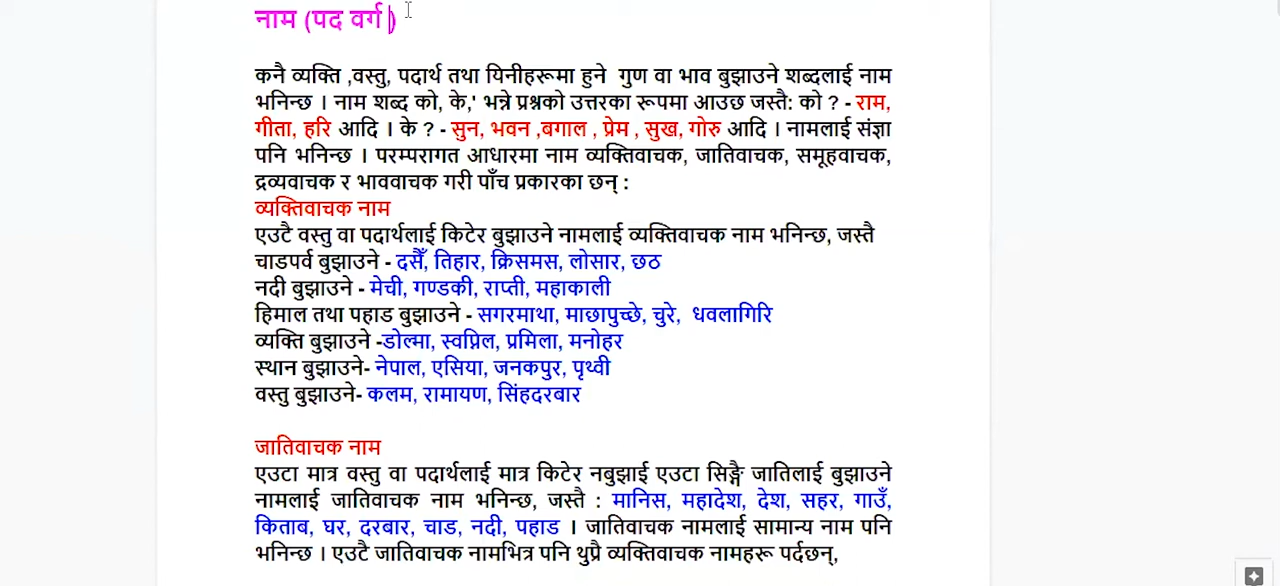 नाम (पद वर्ग )
कनै व्यक्ति ,वस्तु, पदार्थ तथा यिनीहरूमा हुने गुण वा भाव बुझाउने शब्दलाई नाम
भनिन्छ । नाम शब्द को, के,' भन्ने प्रश्नको उत्तरका रूपमा आउछ जस्तै: को ? - राम,
गीता, हरि आदि । के ? - सुन, भवन ,बगाल , प्रेम , सुख, गोरु आदि । नामलाई संज्ञा
पनि भनिन्छ । परम्परागत आधारमा नाम व्यक्तिवाचक, जातिवाचक, समूहवाचक,
द्रव्यवाचक र भाववाचक गरी पाँच प्रकारका छन् :
व्यक्तिवाचक नाम
एउटै वस्तु वा पदार्थलाई किटेर बुझाउने नामलाई व्यक्तिवाचक नाम भनिन्छ, जस्तै
चाडपर्व बुझाउने - दसैँ, तिहार, क्रिसमस, लोसार, छठ
नदी बुझाउने - मेची, गण्डकी, राप्ती, महाकाली
हिमाल तथा पहाड बुझाउने - सगरमाथा, माछापुच्छे, चुरे, धवलागिरि
व्यक्ति बुझाउने -डोल्मा, स्वप्निल, प्रमिला, मनोहर
स्थान बुझाउने- नेपाल, एसिया, जनकपुर, पृथ्वी
वस्तु बुझाउने- कलम, रामायण, सिंहदरबार
जातिवाचक नाम
एउटा मात्र वस्तु वा पदार्थलाई मात्र किटेर नबुझाई एउटा सिङ्गै जातिलाई बुझाउने
नामलाई जातिवाचक नाम भनिन्छ, जस्तै : मानिस, महादेश, देश, सहर, गाउँ,
किताब, घर, दरबार, चाड, नदी, पहाड । जातिवाचक नामलाई सामान्य नाम पनि
भनिन्छ । एउटै जातिवाचक नामभित्र पनि थुप्रै व्यक्तिवाचक नामहरू पर्दछन्,